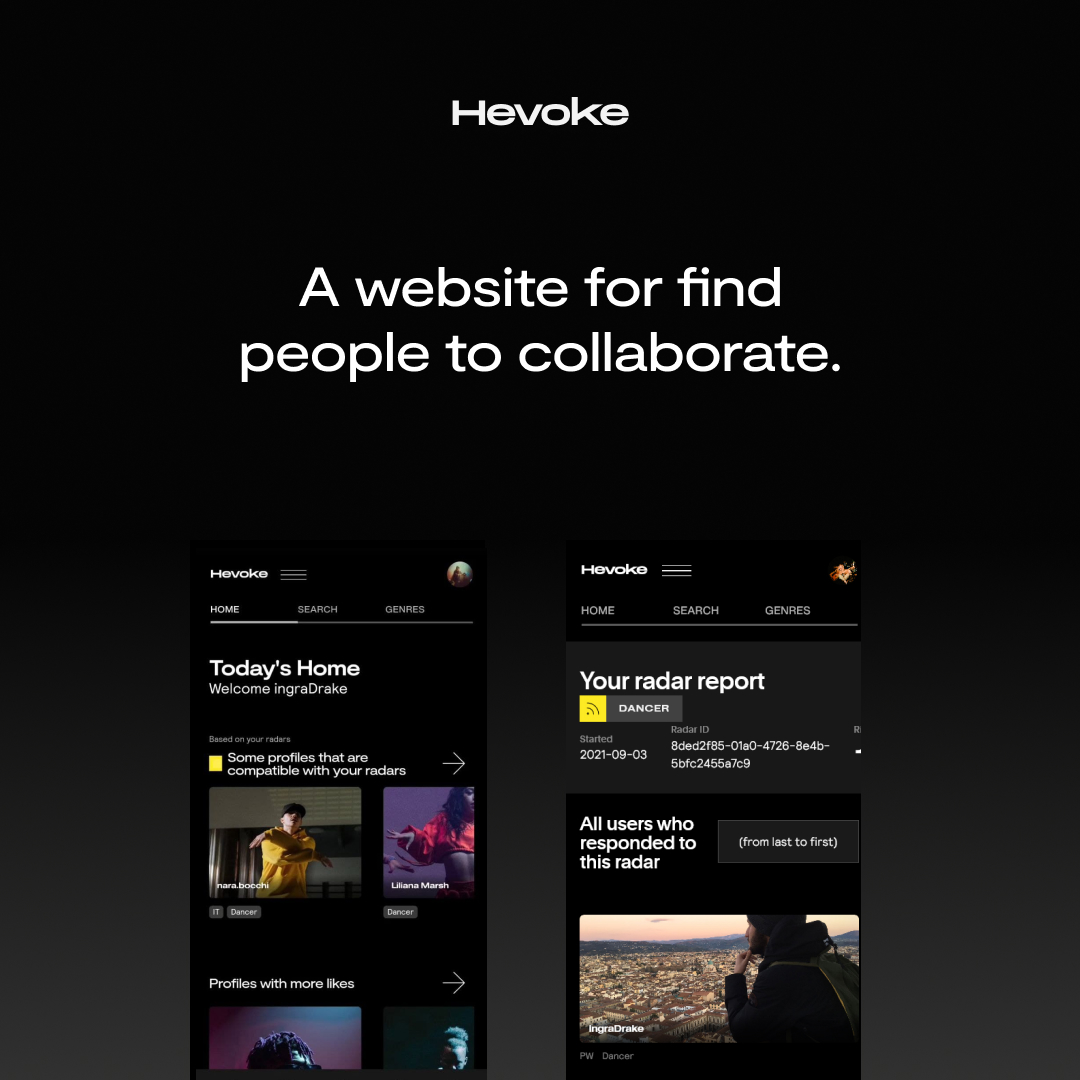 Hevoke
A website for find
people to collaborate.
Hevoke
HOME SEARCH GENRES
Today's Home
Welcome ingraDrake
Based on your radars
Some profiles that are
compatible with your radars
nara.bocchi
Liliana Marsh
IT Dancer
Dancer
Profiles with more likes
Hevoke
HOME SEARCH GENRES
Your radar report
DANCER
Started
2021-09-03
Radar ID
8ded2f85-01a0-4726-8e4b-
5bfc2455a7c9
All users who
responded to
this radar
(from last to first)
IngraDrake
PW Dancer